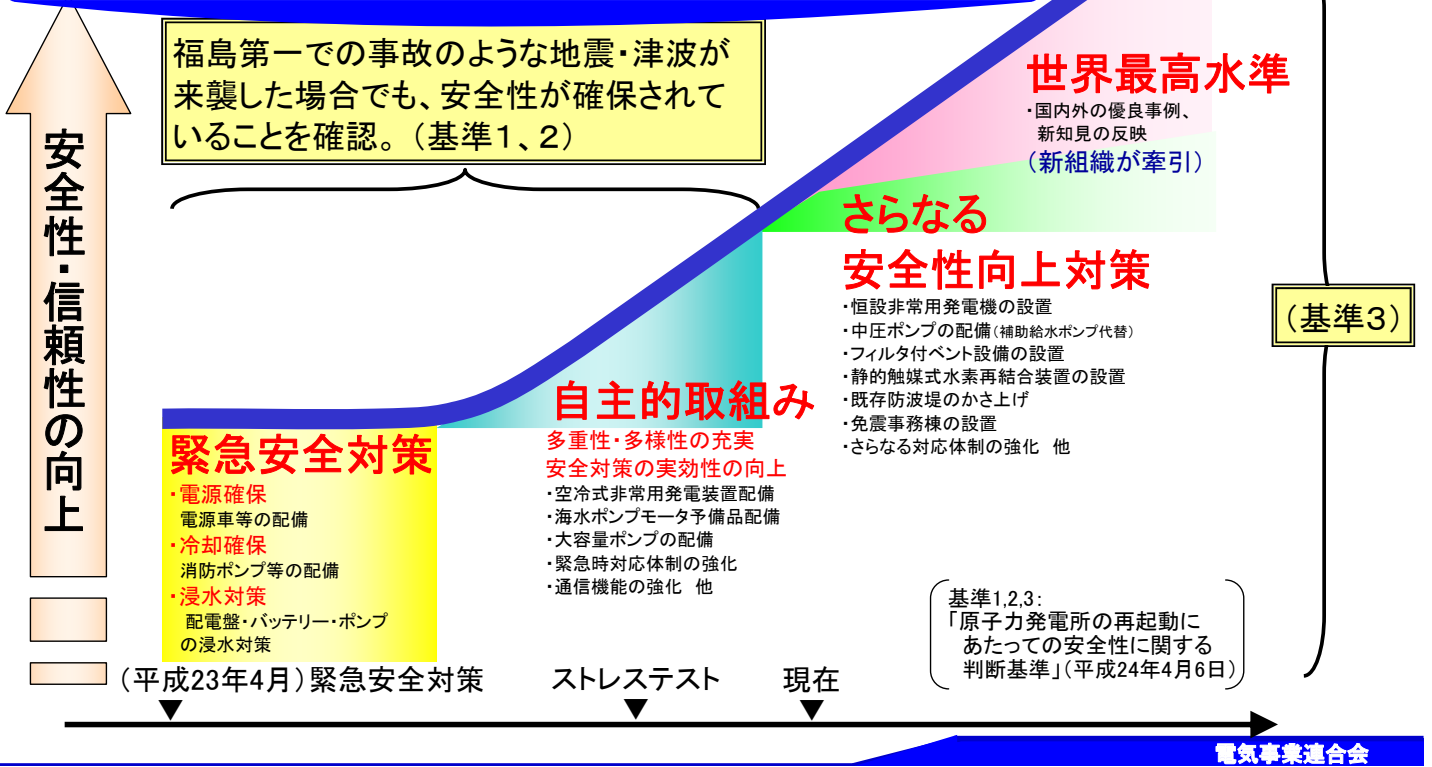 福島第一での事故のような地震・津波が
来襲した場合でも、安全性が確保されて
いることを確認。（基準1、2）
安全性・信頼性の向上
世界最高水準
・国内外の優良事例、
新知見の反映
（新組織が牽引）
さらなる
安全性向上対策
・恒設非常用発電機の設置
・中圧ポンプの配備（補助給水ポンプ代替）
・フィルタ付ベント設備の設置
・静的触媒式水素再結合装置の設置
・既存防波堤のかさ上げ
・免震事務棟の設置
・さらなる対応体制の強化　他
（基準3）
自主的取組み
多重性・多様性の充実
安全対策の実効性の向上
・空冷式非常用発電装置配備
・海水ポンプモータ予備品配備
・大容量ポンプの配備
・緊急時対応体制の強化
・通信機能の強化　他
緊急安全対策
・電源確保
電源車等の配備
・冷却確保
消防ポンプ等の配備
・浸水対策
配電盤・バッテリー・ポンプ
の浸水対策
基準1,2,3：
「原子力発電所の再起動に
あたっての安全性に関する
判断基準」（平成24年4月6日）
（平成23年4月）緊急安全対策
ストレステスト
現在
電気事業連合会